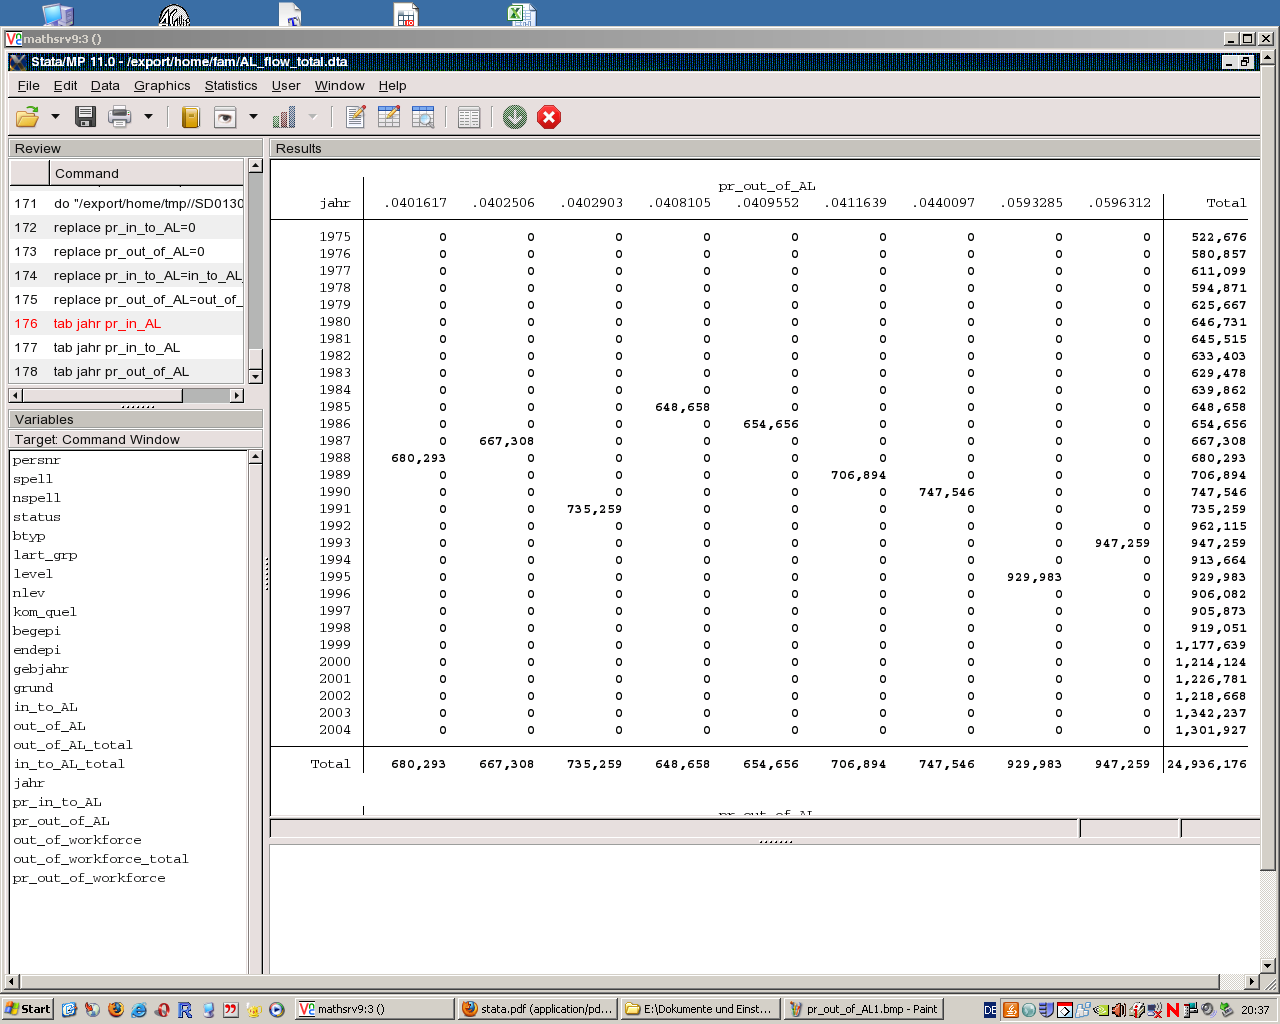 mathsrv9:3 ()
Stata/MP 11.0 - /export/home/fam/AL_flow_total.dta
File Edit Data Graphics Statistics User Window Help
Review
Command
171 do "/export/home/tmp//SD0130
172 replace pr_in_to_AL=0
173 replace pr_out_of_AL=0
174 replace pr_in_to_AL=in_to_AL
175 replace pr_out_of_AL=out_of_
176 tab jahr pr_in_AL
177 tab jahr pr_in_to_AL
178 tab jahr pr_out_of_AL
Variables
Target: Command Window
persnr
spell
nspell
status
btyp
lart_grp
level
nlev
kom_quel
begepi
endepi
gebjahr
grund
in_to_AL
out_of_AL
out_of_AL_total
in_to_AL_total
jahr
pr_in_to_AL
pr_out_of_AL
out_of_workforce
out_of_workforce_total
pr_out_of_workforce
Results
pr_out_of_AL
jahr .0401617 .0402506 .0402903 .0408105 .0409552 .0411639 .0440097 .0593285 .0596312 Total
1975 0 0 0 0 0 0 0 0 0 522,676
1976 0 0 0 0 0 0 0 0 0 580,857
1977 0 0 0 0 0 0 0 0 0 611,099
1978 0 0 0 0 0 0 0 0 0 594,871
1979 0 0 0 0 0 0 0 0 0 625,667
1980 0 0 0 0 0 0 0 0 0 646,731
1981 0 0 0 0 0 0 0 0 0 645,515
1982 0 0 0 0 0 0 0 0 0 633,403
1983 0 0 0 0 0 0 0 0 0 629,478
1984 0 0 0 0 0 0 0 0 0 639,862
1985 0 0 0 648,658 0 0 0 0 0 648,658
1986 0 0 0 0 654,656 0 0 0 0 654,656
1987 0 667,308 0 0 0 0 0 0 0 667,308
1988 680,293 0 0 0 0 0 0 0 0 680,293
1989 0 0 0 0 0 706,894 0 0 0 706,894
1990 0 0 0 0 0 0 747,546 0 0 747,546
1991 0 0 735,259 0 0 0 0 0 0 735,259
1992 0 0 0 0 0 0 0 0 0 962,115
1993 0 0 0 0 0 0 0 0 947,259 947,259
1994 0 0 0 0 0 0 0 0 0 913,664
1995 0 0 0 0 0 0 0 929,983 0 929,983
1996 0 0 0 0 0 0 0 0 0 906,082
1997 0 0 0 0 0 0 0 0 0 905,873
1998 0 0 0 0 0 0 0 0 0 919,051
1999 0 0 0 0 0 0 0 0 0 1,177,639
2000 0 0 0 0 0 0 0 0 0 1,214,124
2001 0 0 0 0 0 0 0 0 0 1,226,781
2002 0 0 0 0 0 0 0 0 0 1,218,668
2003 0 0 0 0 0 0 0 0 0 1,342,237
2004 0 0 0 0 0 0 0 0 0 1,301,927
Total 680,293 667,308 735,259 648,658 654,656 706,894 747,546 929,983 947,259 24,936,176
pr_out_of_AL
Start mathsrv9:3 () stata.pdf (application/pd... E:\Dokumente und Einst... pr_out_of_AL1.bmp - Paint DE 20:37